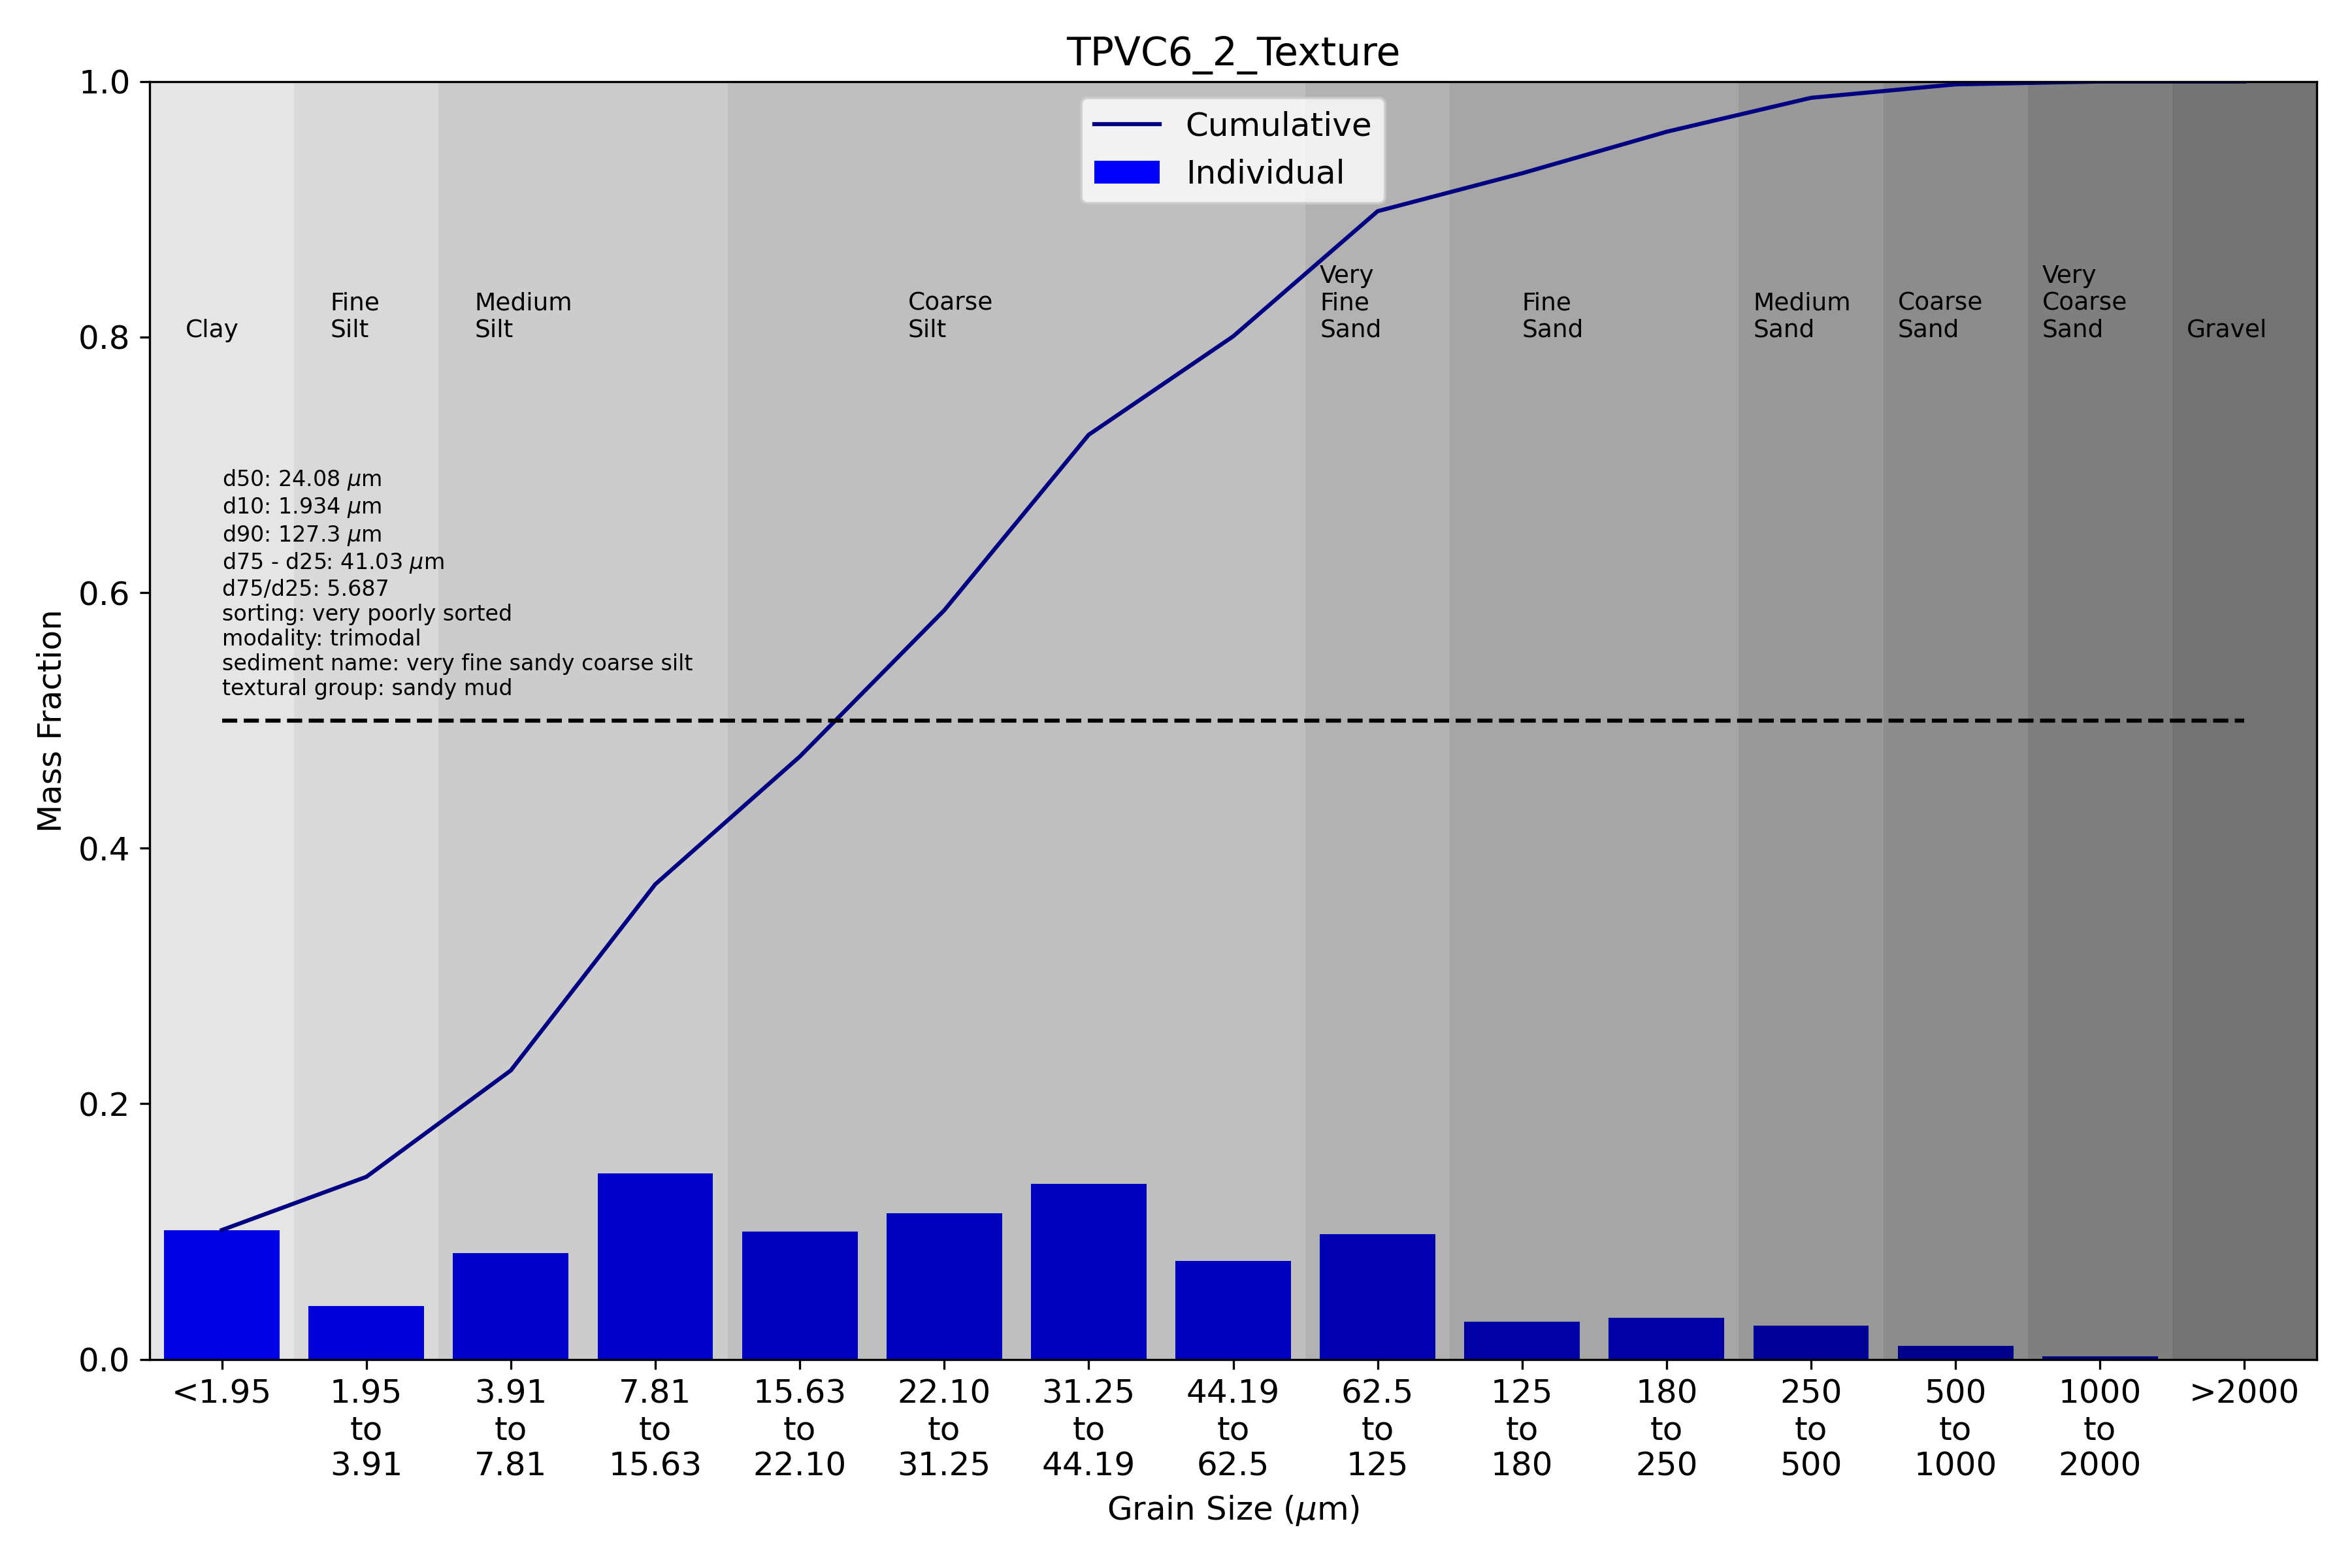 TPVC6_2_Texture
Cumulative
Individual
1.0
0.8
0.6
0.4
0.2
0.0
Mass Fraction
Clay
Fine
Silt
Medium
Silt
Coarse
Silt
Very
Fine
Sand
Fine
Sand
Medium
Sand
Coarse
Sand
Very
Coarse
Sand
Gravel
d50: 24.08 μm
d10: 1.934 μm
d90: 127.3 μm
d75 - d25: 41.03 μm
d75/d25: 5.687
sorting: very poorly sorted
modality: trimodal
sediment name: very fine sandy coarse silt
textural group: sandy mud
<1.95
1.95
to
3.91
3.91
to
7.81
7.81
to
15.63
15.63
to
22.10
22.10
to
31.25
31.25
to
44.19
44.19
to
62.5
62.5
to
125
125
to
180
180
to
250
250
to
500
500
to
1000
1000
to
2000
>2000
Grain Size (μm)